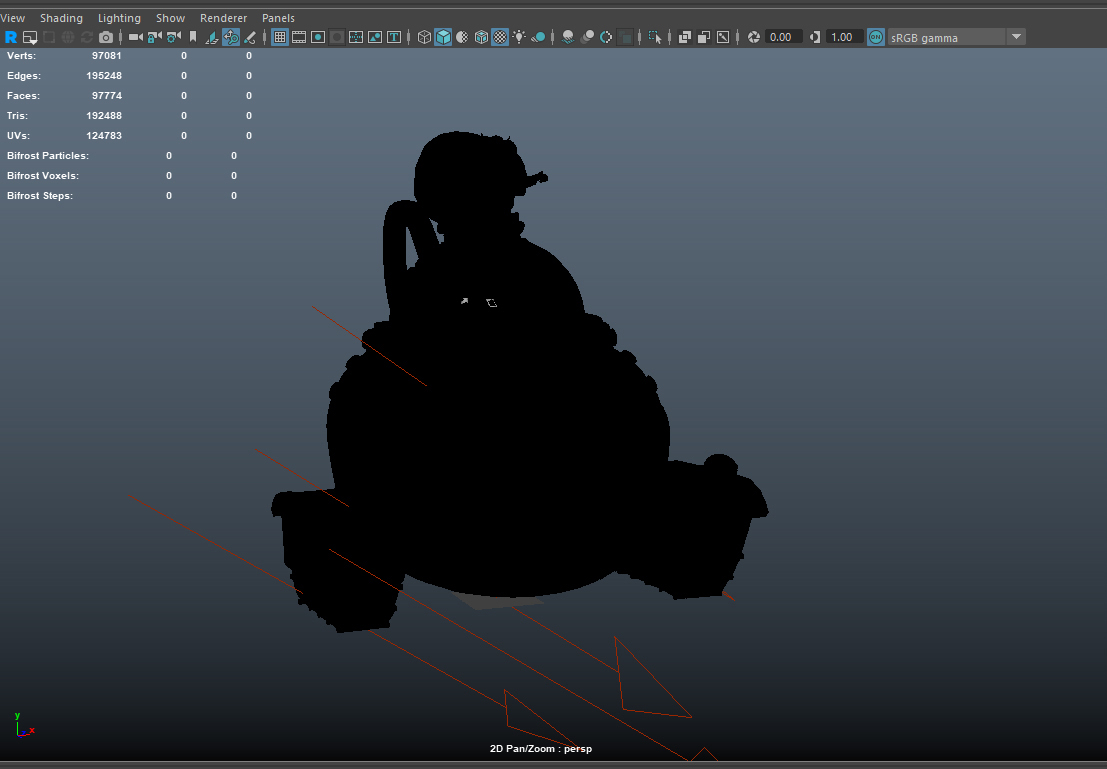 View Shading Lighting Show Renderer Panels
0.00 1.00 ON sRGB gamma
Verts: 97081 0 0
Edges: 195248 0 0
Faces: 97774 0 0
Tris: 192488 0 0
UVs: 124783 0 0
Bifrost Particles: 0 0
Bifrost Voxels: 0 0
Bifrost Steps: 0 0
y
x
2D Pan/Zoom : persp